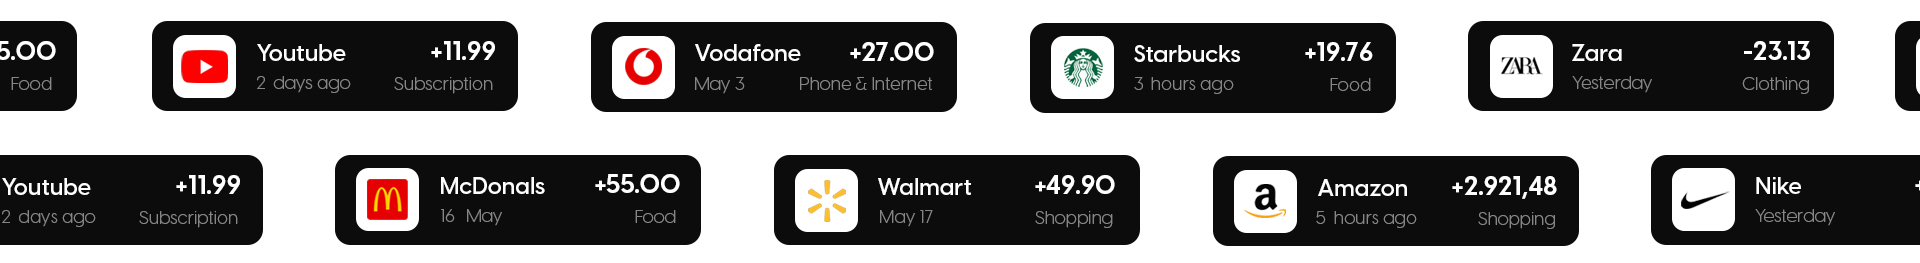 5.00
Food
Youtube +11.99
2 days ago Subscription
Vodafone +27.00
May 3 Phone & Internet
Starbucks +19.76
3 hours ago Food
ZARA
Zara -23.13
Yesterday Clothing
Youtube +11.99
2 days ago Subscription
McDonals +55.00
16 May Food
Walmart +49.90
May 17 Shopping
a
Amazon +2.921,48
5 hours ago Shopping
Nike +
Yesterday